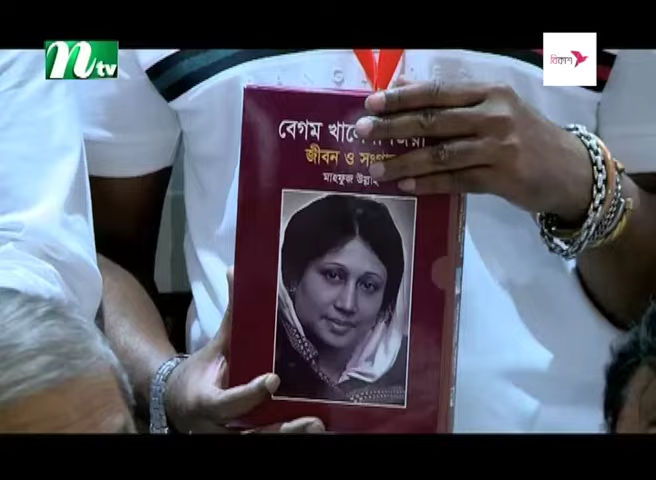 Ntv
বিকাশ
বেগম খালেদা জিয়া
জীবন ও সংগ্রাম
মাহফুজ উল্লাহ